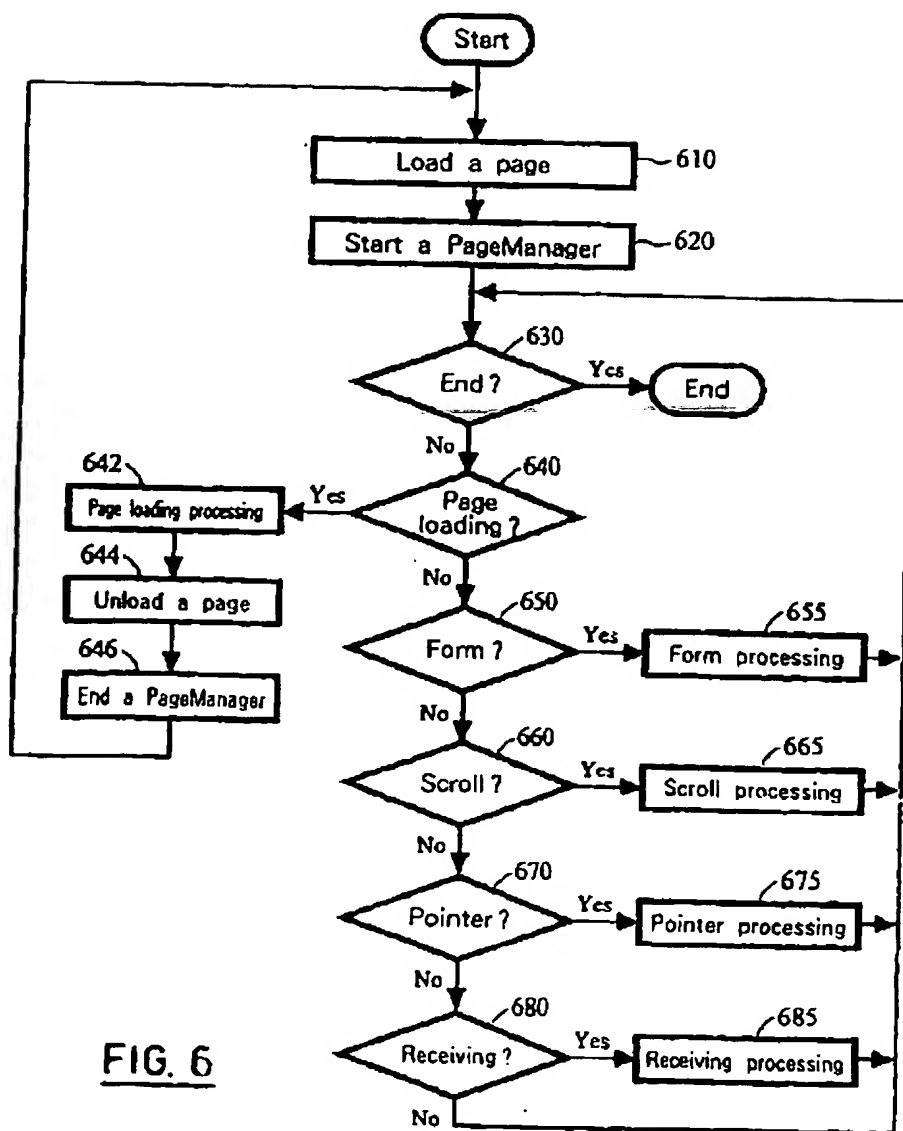 Start
Load a page
610
Start a PageManager
620
630
End ?
Yes
End
No
642
640
Page loading processing
Yes
Page
loading ?
644
No
Unload a page
650
655
646
Form ?
Yes
Form processing
End a PageManager
No
660
665
Scroll ?
Yes
Scroll processing
No
670
675
Pointer ?
Yes
Pointer processing
No
680
685
Receiving ?
Yes
Receiving processing
FIG. 6
No